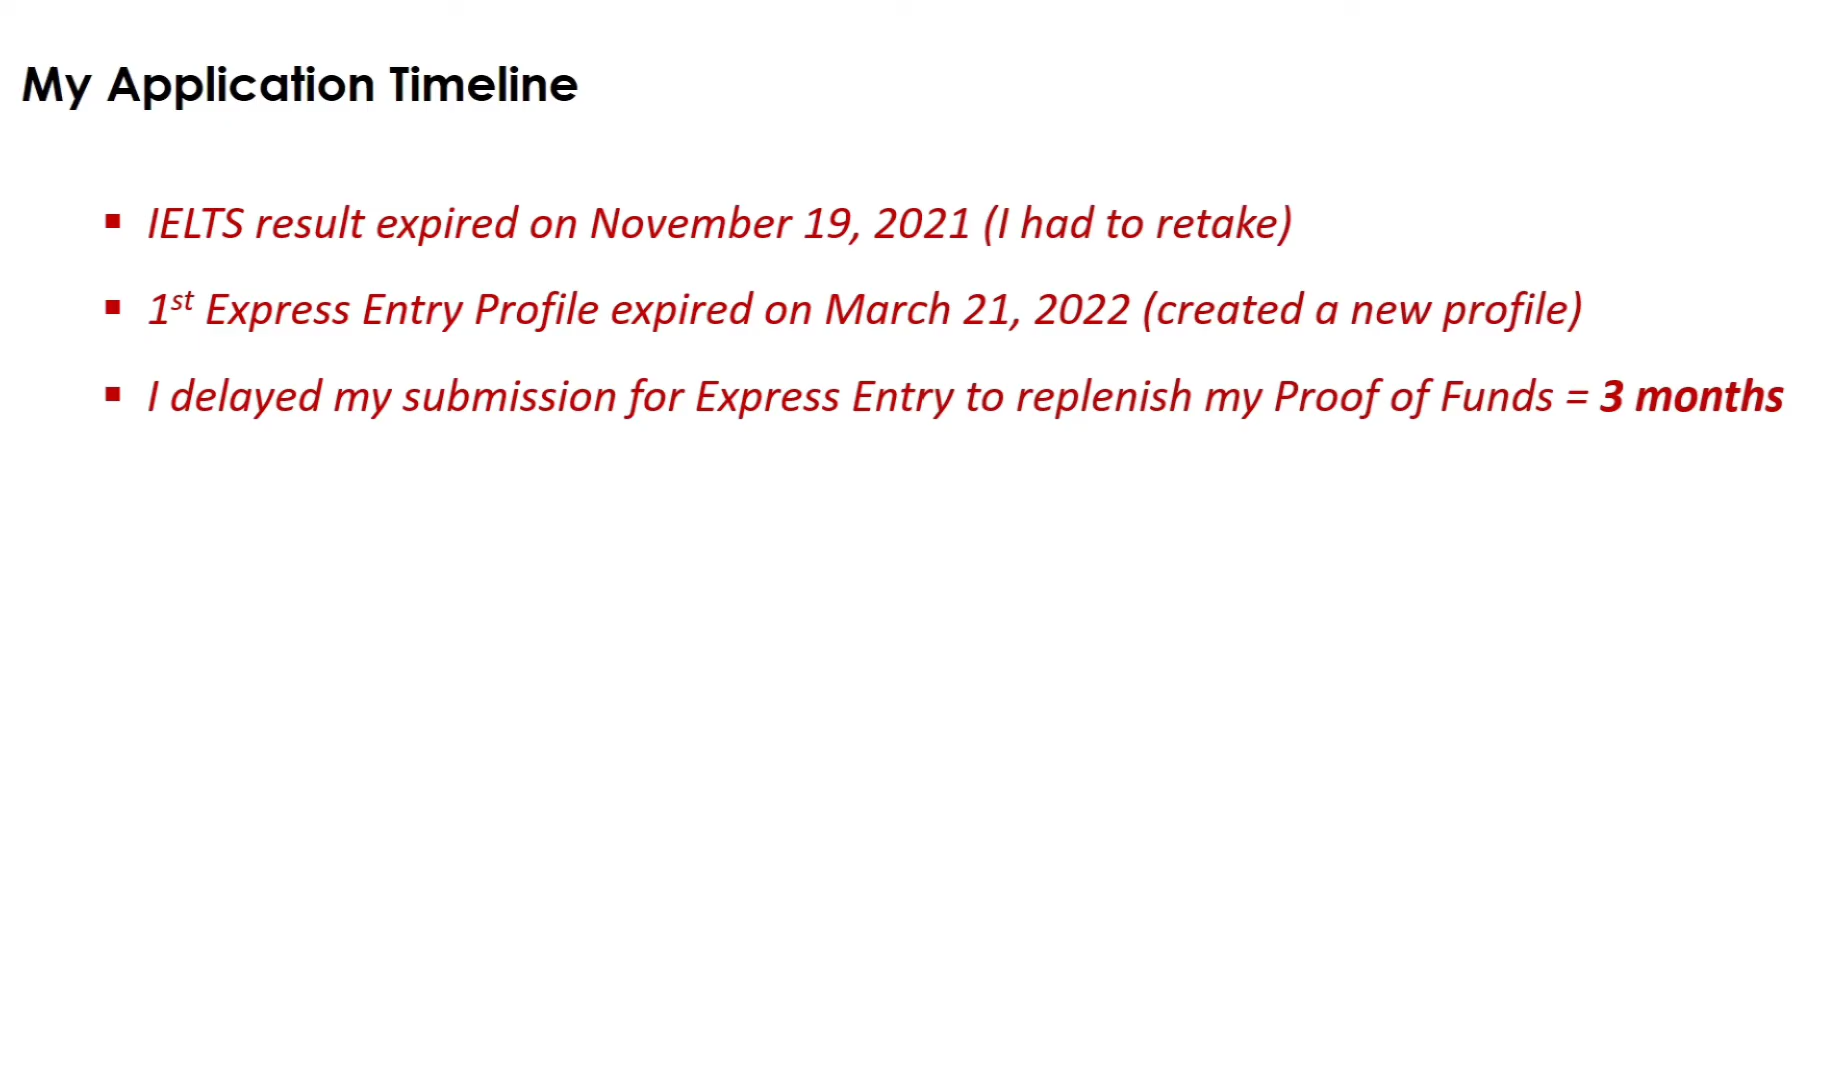 My Application Timeline
▪ IELTS result expired on November 19, 2021 (I had to retake)
▪ 1st Express Entry Profile expired on March 21, 2022 (created a new profile)
▪ I delayed my submission for Express Entry to replenish my Proof of Funds = 3 months